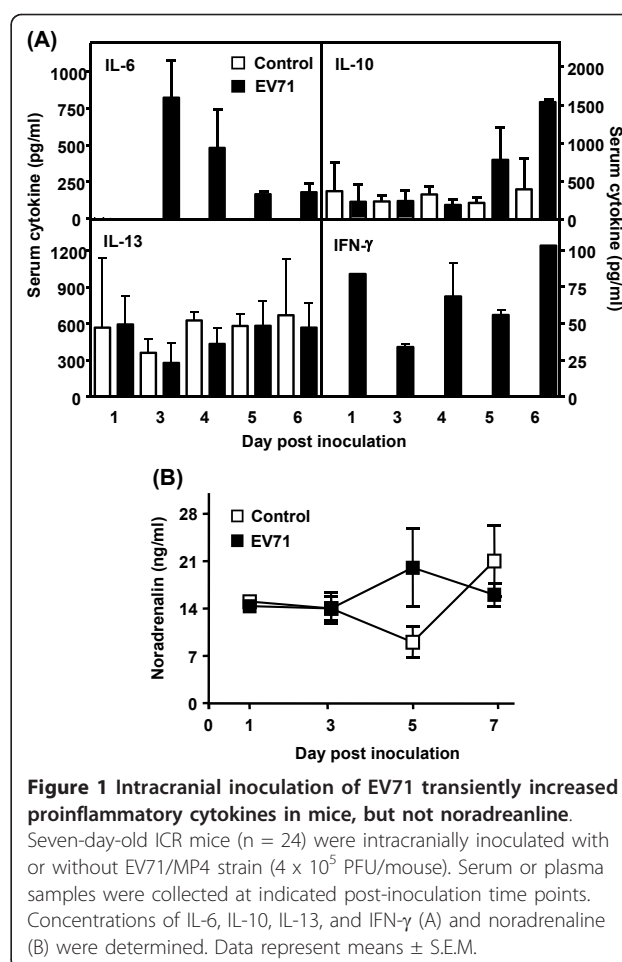 (A)
IL-6
Control
EV71
IL-10
1000
750
500
250
0
2000
1500
1000
500
0
Serum cytokine (pg/ml)
Serum cytokine (pg/ml)
IL-13
IFN-γ
1200
900
600
300
0
100
75
50
25
0
1 3 4 5 6 1 3 4 5 6
Day post inoculation
(B)
Control
EV71
28
21
14
7
0
Noradrenalin (ng/ml)
0 1 3 5 7
Day post inoculation
Figure 1 Intracranial inoculation of EV71 transiently increased
proinflammatory cytokines in mice, but not noradreanline.
Seven-day-old ICR mice (n = 24) were intracranially inoculated with
or without EV71/MP4 strain (4 x 10⁵ PFU/mouse). Serum or plasma
samples were collected at indicated post-inoculation time points.
Concentrations of IL-6, IL-10, IL-13, and IFN-γ (A) and noradrenaline
(B) were determined. Data represent means ± S.E.M.